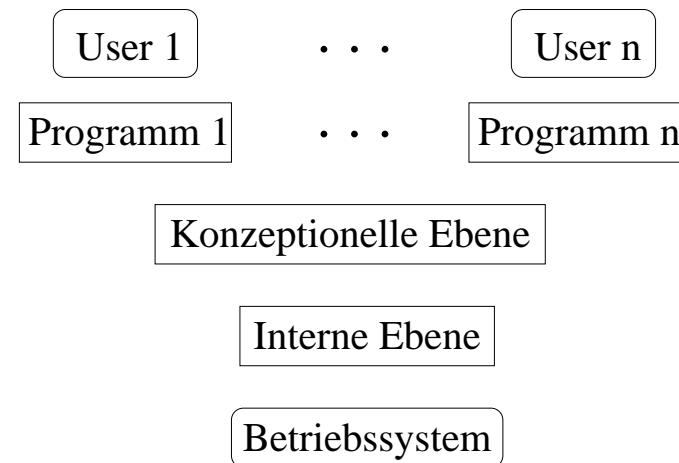 User 1 . . . User n
Programm 1 . . . Programm n
Konzeptionelle Ebene
Interne Ebene
Betriebssystem